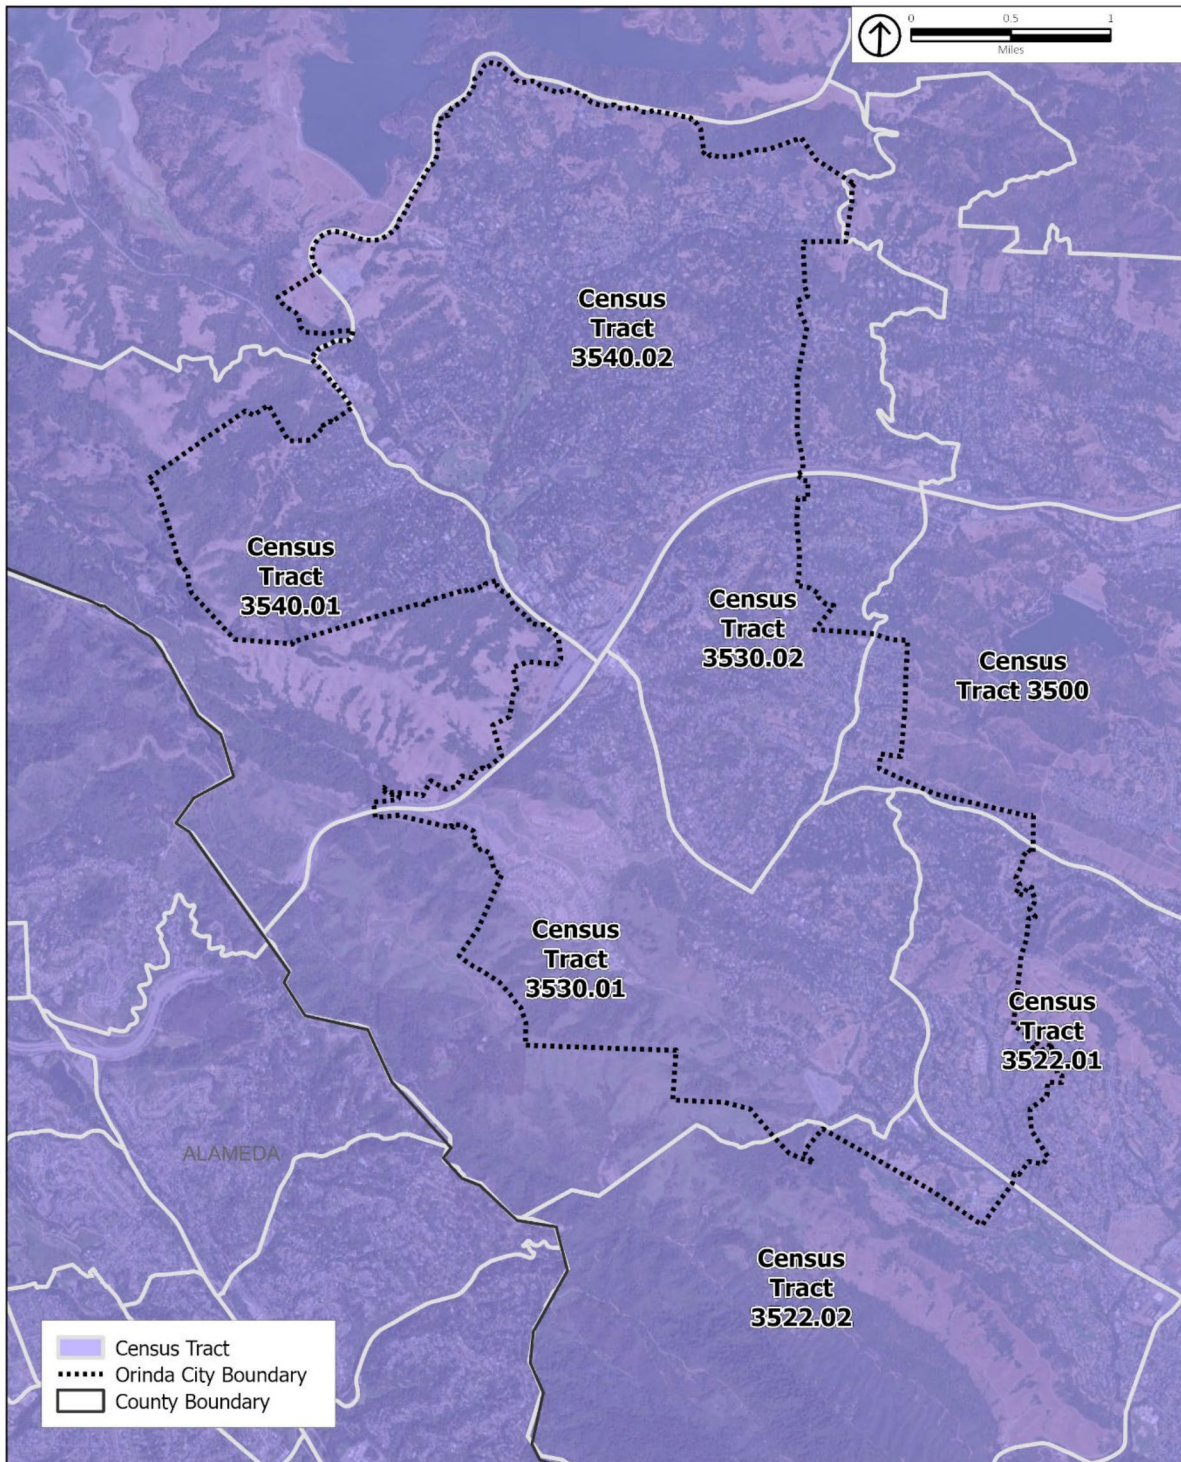 0 0.5 1
Miles
Census
Tract
3540.02
Census
Tract
3540.01
Census
Tract
3530.02
Census
Tract 3500
Census
Tract
3530.01
Census
Tract
3522.01
ALAMEDA
Census
Tract
3522.02
Census Tract
Orinda City Boundary
County Boundary